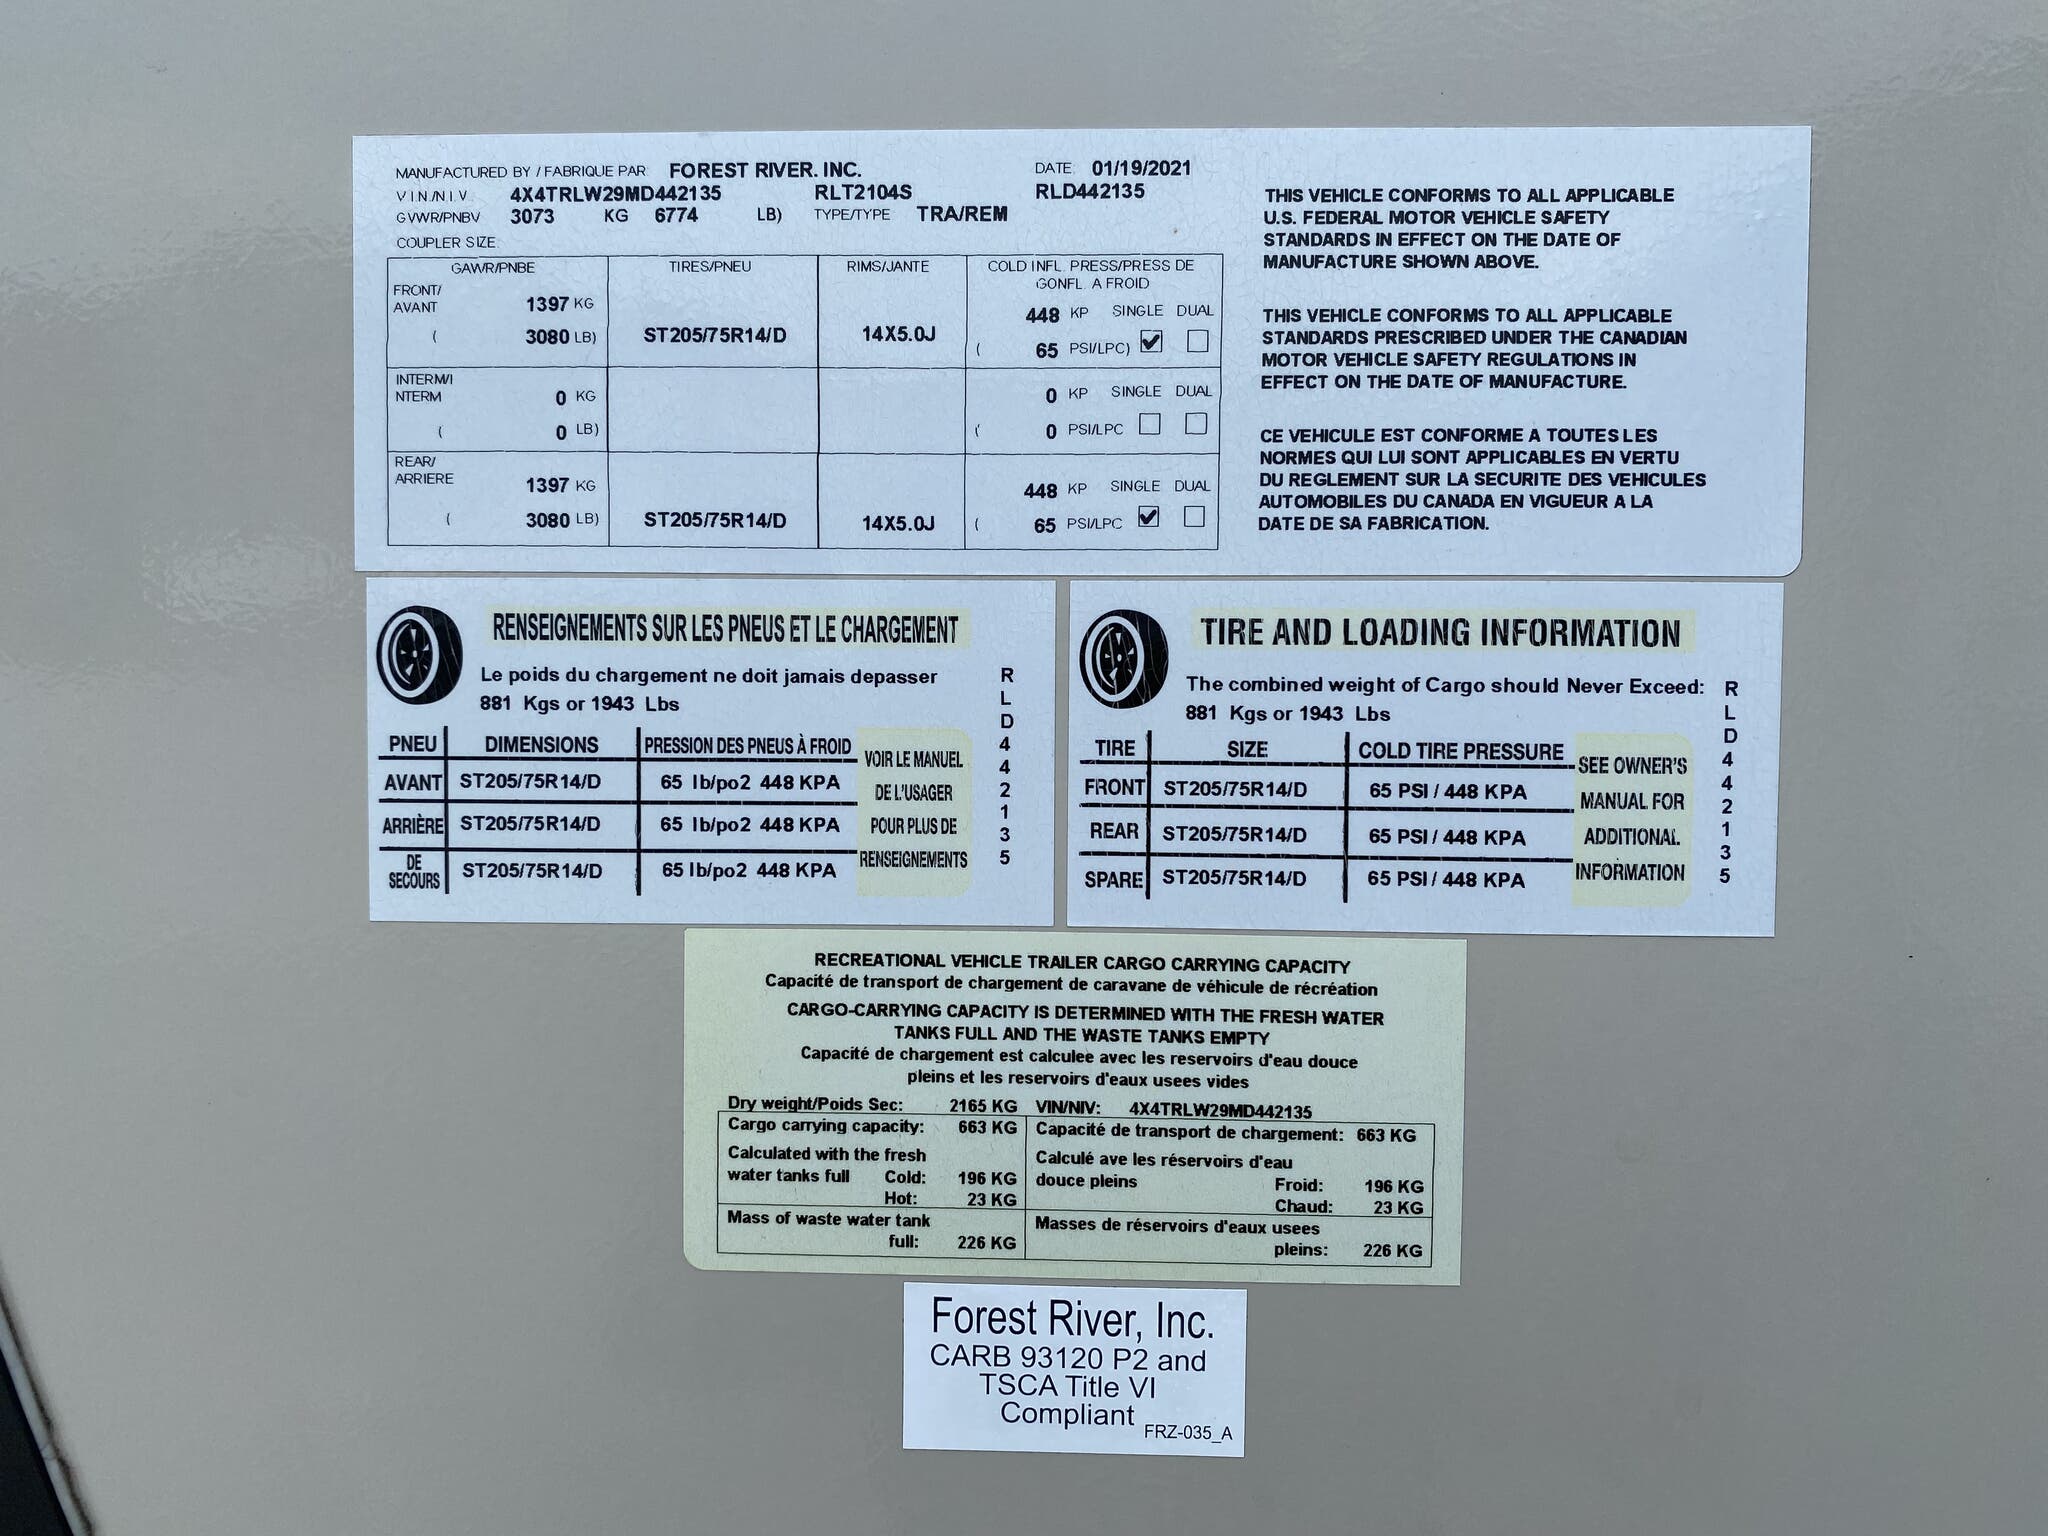 MANUFACTURED BY / FABRIQUE PAR FOREST RIVER. INC. DATE 01/19/2021
V.I.N./N.I.V. 4X4TRLW29MD442135 RLT2104S RLD442135
GVWR/PNBV 3073 KG 6774 LB) TYPE/TYPE TRA/REM
COUPLER SIZE
GAWR/PNBE TIRES/PNEU RIMS/JANTE COLD INFL. PRESS/PRESS DE
GONFL. A FROID
FRONT/
AVANT 1397 KG 448 KP SINGLE DUAL
( 3080 LB) ST205/75R14/D 14X5.0J ( 65 PSI/LPC)
INTERM/I
NTERM 0 KG 0 KP SINGLE DUAL
( 0 LB) ( 0 PSI/LPC
REAR/
ARRIERE 1397 KG 448 KP SINGLE DUAL
( 3080 LB) ST205/75R14/D 14X5.0J ( 65 PSI/LPC
THIS VEHICLE CONFORMS TO ALL APPLICABLE
U.S. FEDERAL MOTOR VEHICLE SAFETY
STANDARDS IN EFFECT ON THE DATE OF
MANUFACTURE SHOWN ABOVE.
THIS VEHICLE CONFORMS TO ALL APPLICABLE
STANDARDS PRESCRIBED UNDER THE CANADIAN
MOTOR VEHICLE SAFETY REGULATIONS IN
EFFECT ON THE DATE OF MANUFACTURE.
CE VEHICULE EST CONFORME A TOUTES LES
NORMES QUI LUI SONT APPLICABLES EN VERTU
DU REGLEMENT SUR LA SECURITE DES VEHICULES
AUTOMOBILES DU CANADA EN VIGUEUR A LA
DATE DE SA FABRICATION.
RENSEIGNEMENTS SUR LES PNEUS ET LE CHARGEMENT
Le poids du chargement ne doit jamais depasser
881 Kgs or 1943 Lbs
PNEU DIMENSIONS PRESSION DES PNEUS À FROID
AVANT ST205/75R14/D 65 lb/po2 448 KPA
ARRIÈRE ST205/75R14/D 65 lb/po2 448 KPA
DE
SECOURS ST205/75R14/D 65 lb/po2 448 KPA
VOIR LE MANUEL
DE L'USAGER
POUR PLUS DE
RENSEIGNEMENTS
RLD442135
TIRE AND LOADING INFORMATION
The combined weight of Cargo should Never Exceed:
881 Kgs or 1943 Lbs
TIRE SIZE COLD TIRE PRESSURE
FRONT ST205/75R14/D 65 PSI / 448 KPA
REAR ST205/75R14/D 65 PSI / 448 KPA
SPARE ST205/75R14/D 65 PSI / 448 KPA
SEE OWNER'S
MANUAL FOR
ADDITIONAL
INFORMATION
RLD442135
RECREATIONAL VEHICLE TRAILER CARGO CARRYING CAPACITY
Capacité de transport de chargement de caravane de véhicule de récréation
CARGO-CARRYING CAPACITY IS DETERMINED WITH THE FRESH WATER
TANKS FULL AND THE WASTE TANKS EMPTY
Capacité de chargement est calculee avec les reservoirs d'eau douce
pleins et les reservoirs d'eaux usees vides
Dry weight/Poids Sec: 2165 KG VIN/NIV: 4X4TRLW29MD442135
Cargo carrying capacity: 663 KG
Calculated with the fresh
water tanks full Cold: 196 KG
Hot: 23 KG
Mass of waste water tank
full: 226 KG
Capacité de transport de chargement: 663 KG
Calculé ave les réservoirs d'eau
douce pleins Froid: 196 KG
Chaud: 23 KG
Masses de réservoirs d'eaux usees
pleins: 226 KG
Forest River, Inc.
CARB 93120 P2 and
TSCA Title VI
Compliant
FRZ-035_A